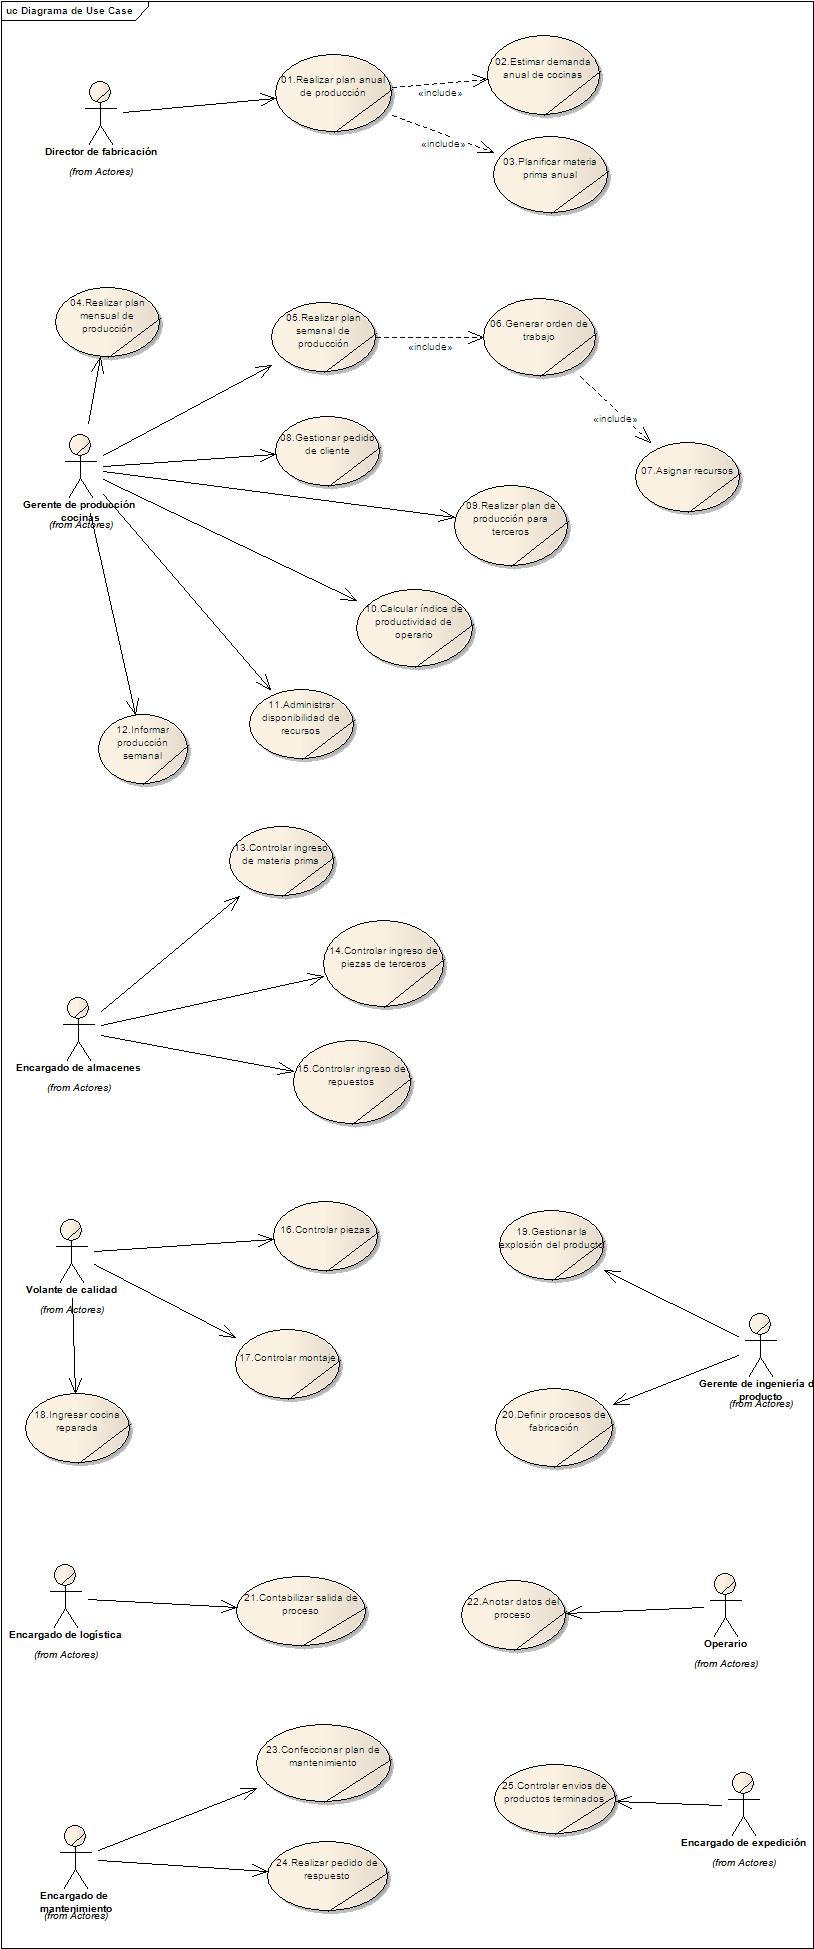 uc Diagrama de Use Case
01.Realizar plan anual
de producción
02.Estimar demanda
anual de cocinas
«include»
«include»
03.Planificar materia
prima anual
Director de fabricación
(from Actores)
04.Realizar plan
mensual de
producción
05.Realizar plan
semanal de
producción
«include»
06.Generar orden de
trabajo
«include»
07.Asignar recursos
08.Gestionar pedido
de cliente
Gerente de producción
cocinas
(from Actores)
09.Realizar plan de
producción para
terceros
10.Calcular índice de
productividad de
operario
11.Administrar
disponibilidad de
recursos
12.Informar
producción
semanal
13.Controlar ingreso
de materia prima
14.Controlar ingreso de
piezas de terceros
Encargado de almacenes
(from Actores)
15.Controlar ingreso de
repuestos
16.Controlar piezas
Volante de calidad
(from Actores)
17.Controlar montaje
18.Ingresar cocina
reparada
19.Gestionar la
explosión del producto
Gerente de ingeniería d
producto
(from Actores)
20.Definir procesos de
fabricación
21.Contabilizar salida de
proceso
Encargado de logística
(from Actores)
22.Anotar datos del
proceso
Operario
(from Actores)
23.Confeccionar plan de
mantenimiento
24.Realizar pedido de
respuesto
Encargado de
mantenimiento
(from Actores)
25.Controlar envios de
productos terminados
Encargado de expedición
(from Actores)